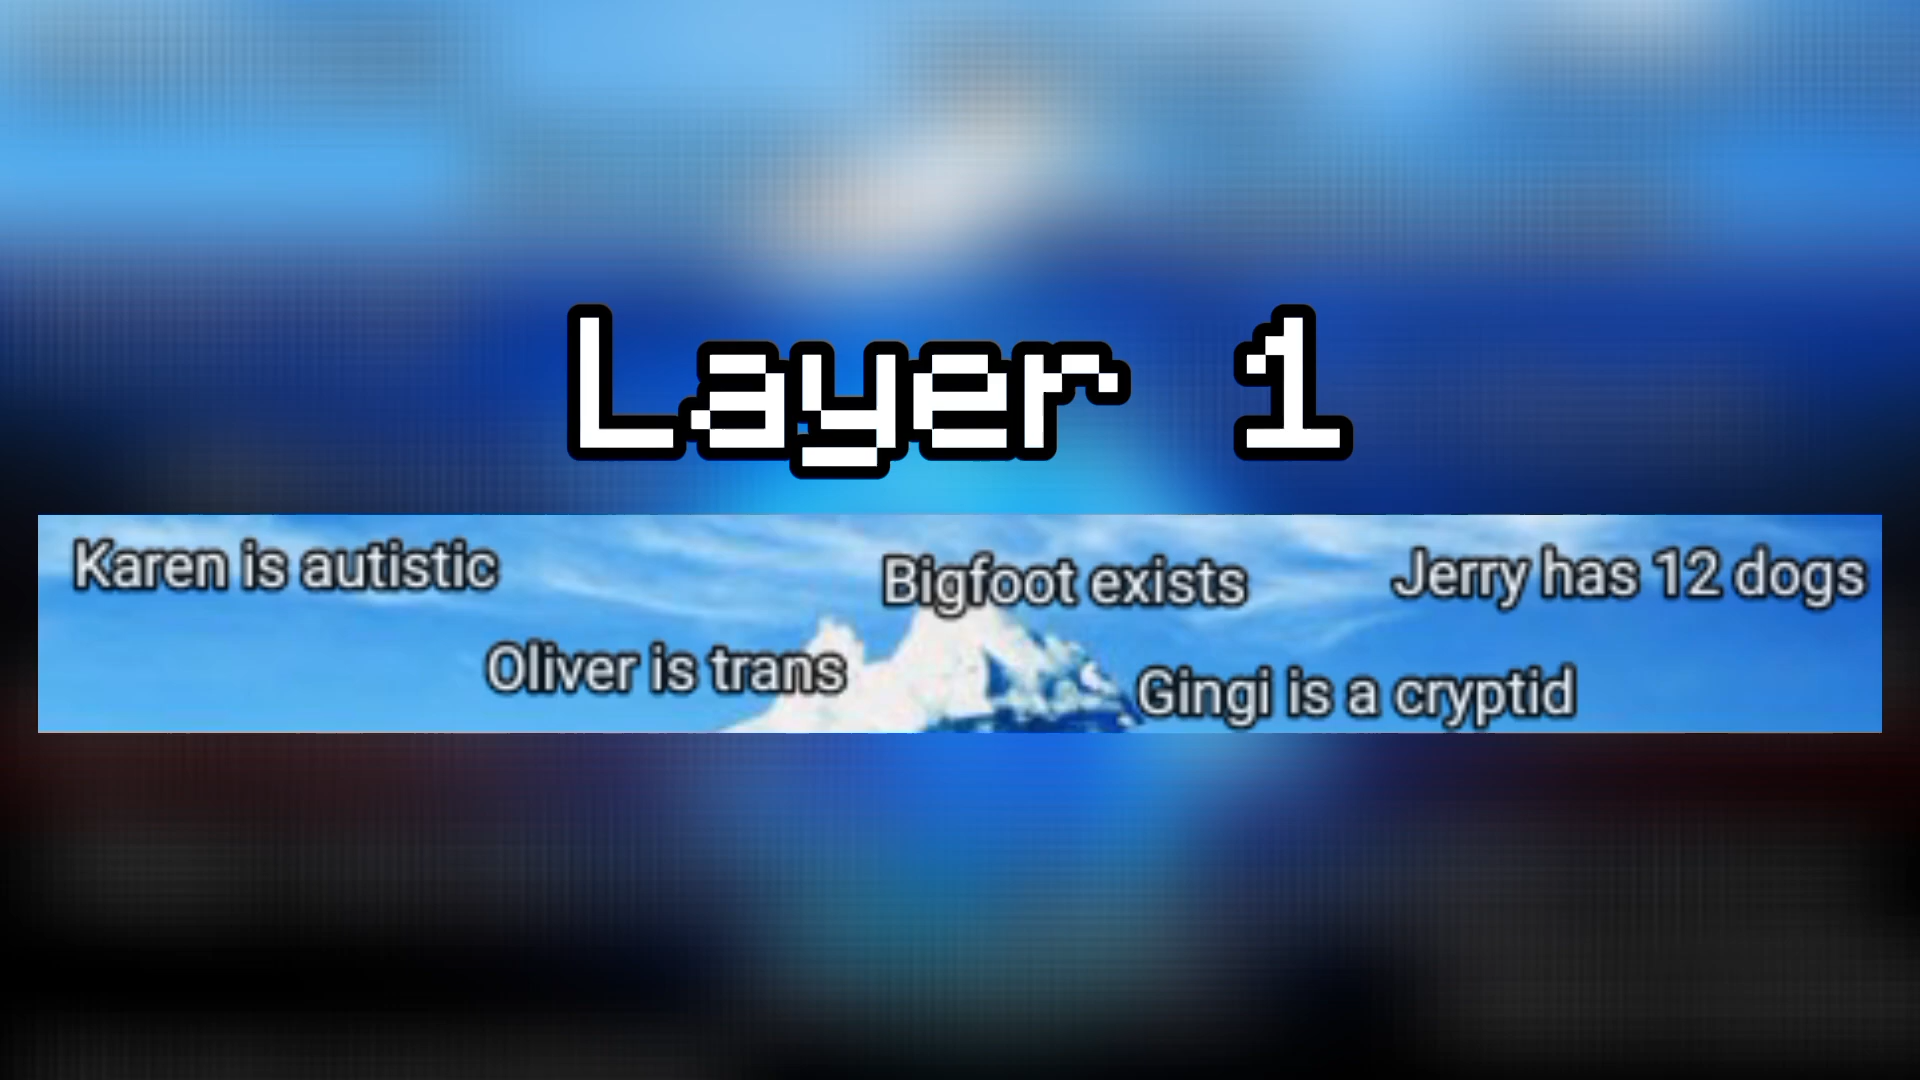 Layer 1
Karen is autistic
Bigfoot exists
Jerry has 12 dogs
Oliver is trans
Gingi is a cryptid